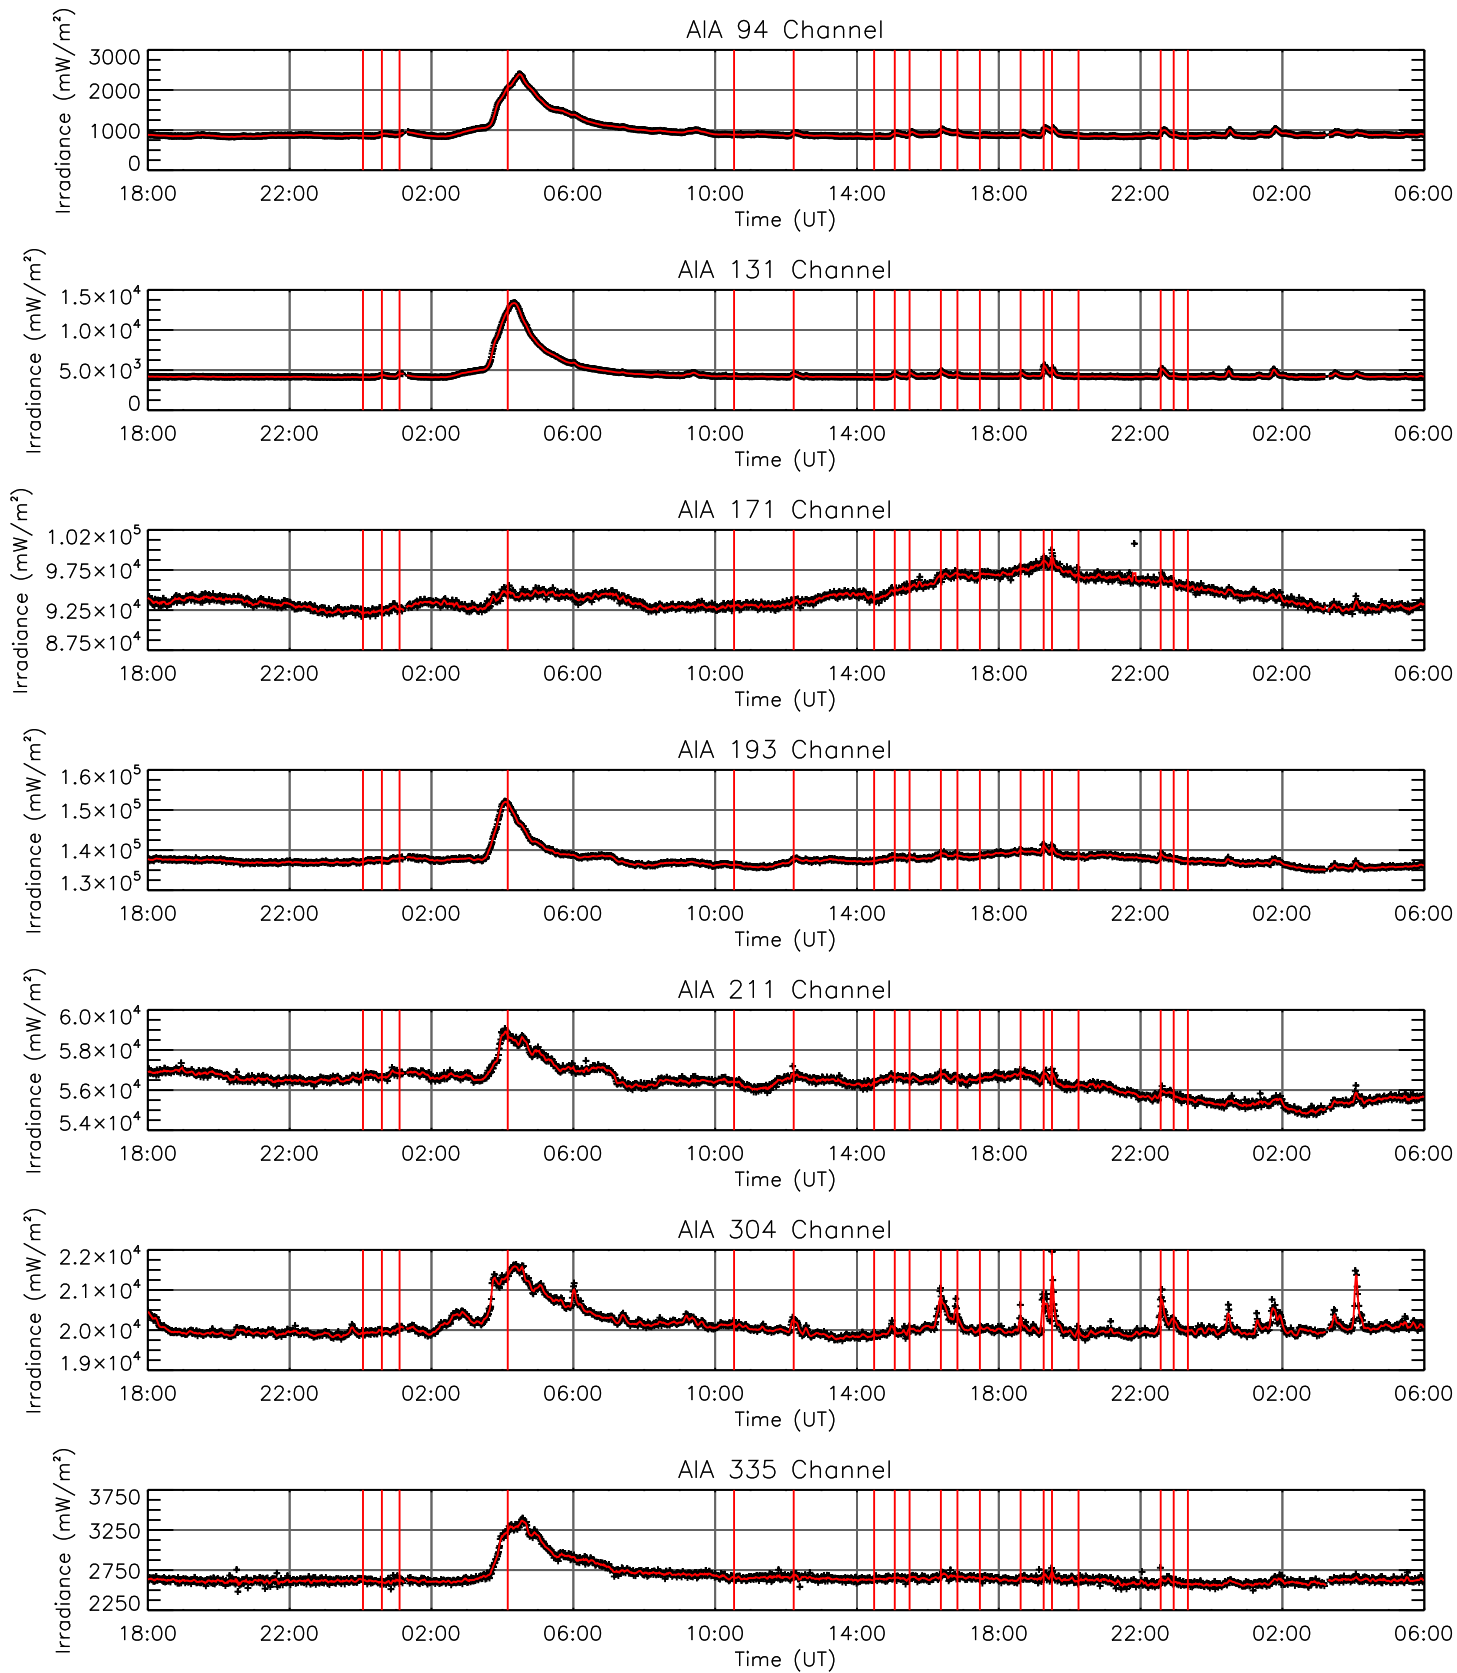 AIA 94 Channel
Irradiance (mW/m²)
3000
2000
1000
0
18:00 22:00 02:00 06:00 10:00 14:00 18:00 22:00 02:00 06:00
Time (UT)
AIA 131 Channel
Irradiance (mW/m²)
1.5×10⁴
1.0×10⁴
5.0×10³
0
18:00 22:00 02:00 06:00 10:00 14:00 18:00 22:00 02:00 06:00
Time (UT)
AIA 171 Channel
Irradiance (mW/m²)
1.02×10⁵
9.75×10⁴
9.25×10⁴
8.75×10⁴
18:00 22:00 02:00 06:00 10:00 14:00 18:00 22:00 02:00 06:00
Time (UT)
AIA 193 Channel
Irradiance (mW/m²)
1.6×10⁵
1.5×10⁵
1.4×10⁵
1.3×10⁵
18:00 22:00 02:00 06:00 10:00 14:00 18:00 22:00 02:00 06:00
Time (UT)
AIA 211 Channel
Irradiance (mW/m²)
6.0×10⁴
5.8×10⁴
5.6×10⁴
5.4×10⁴
18:00 22:00 02:00 06:00 10:00 14:00 18:00 22:00 02:00 06:00
Time (UT)
AIA 304 Channel
Irradiance (mW/m²)
2.2×10⁴
2.1×10⁴
2.0×10⁴
1.9×10⁴
18:00 22:00 02:00 06:00 10:00 14:00 18:00 22:00 02:00 06:00
Time (UT)
AIA 335 Channel
Irradiance (mW/m²)
3750
3250
2750
2250
18:00 22:00 02:00 06:00 10:00 14:00 18:00 22:00 02:00 06:00
Time (UT)